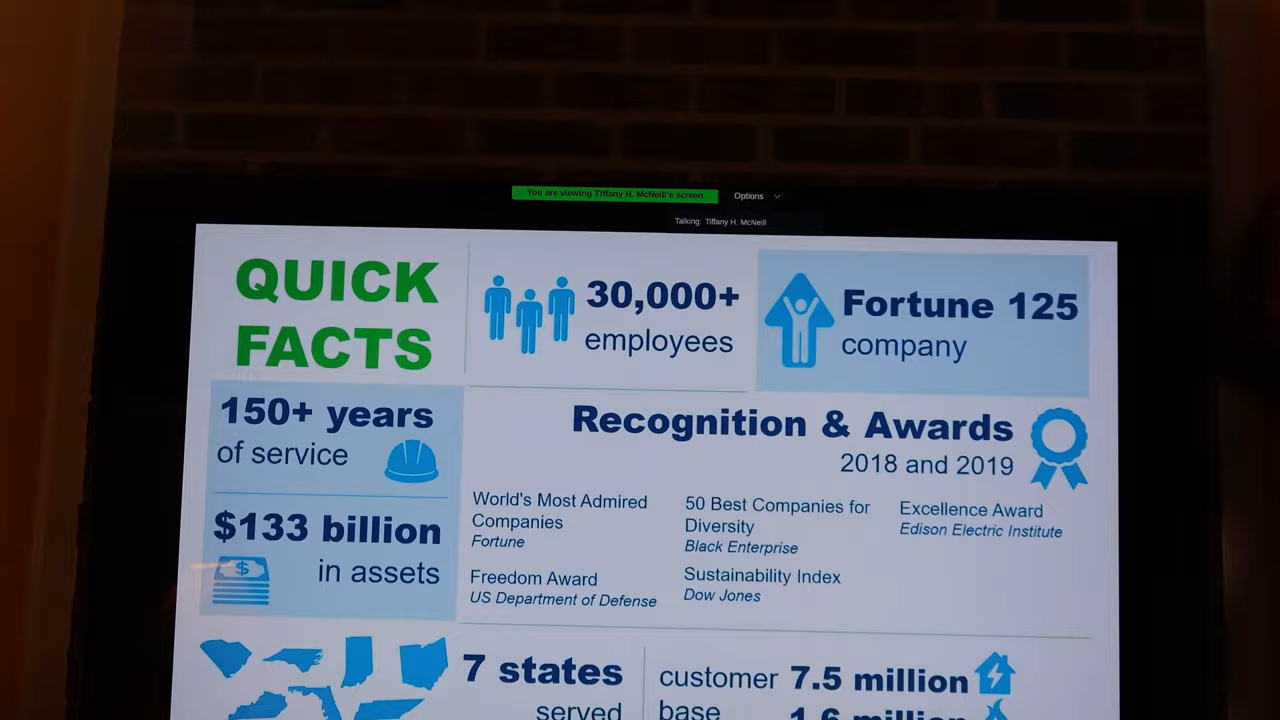 You are viewing Tiffany H. McNeill's screen
Options
Talking: Tiffany H. McNeill
QUICK
FACTS
30,000+
employees
Fortune 125
company
150+ years
of service
$133 billion
in assets
Recognition & Awards
2018 and 2019
World's Most Admired
Companies
Fortune
Freedom Award
US Department of Defense
50 Best Companies for
Diversity
Black Enterprise
Sustainability Index
Dow Jones
Excellence Award
Edison Electric Institute
7 states
served
customer
base
7.5 million
1.6 million